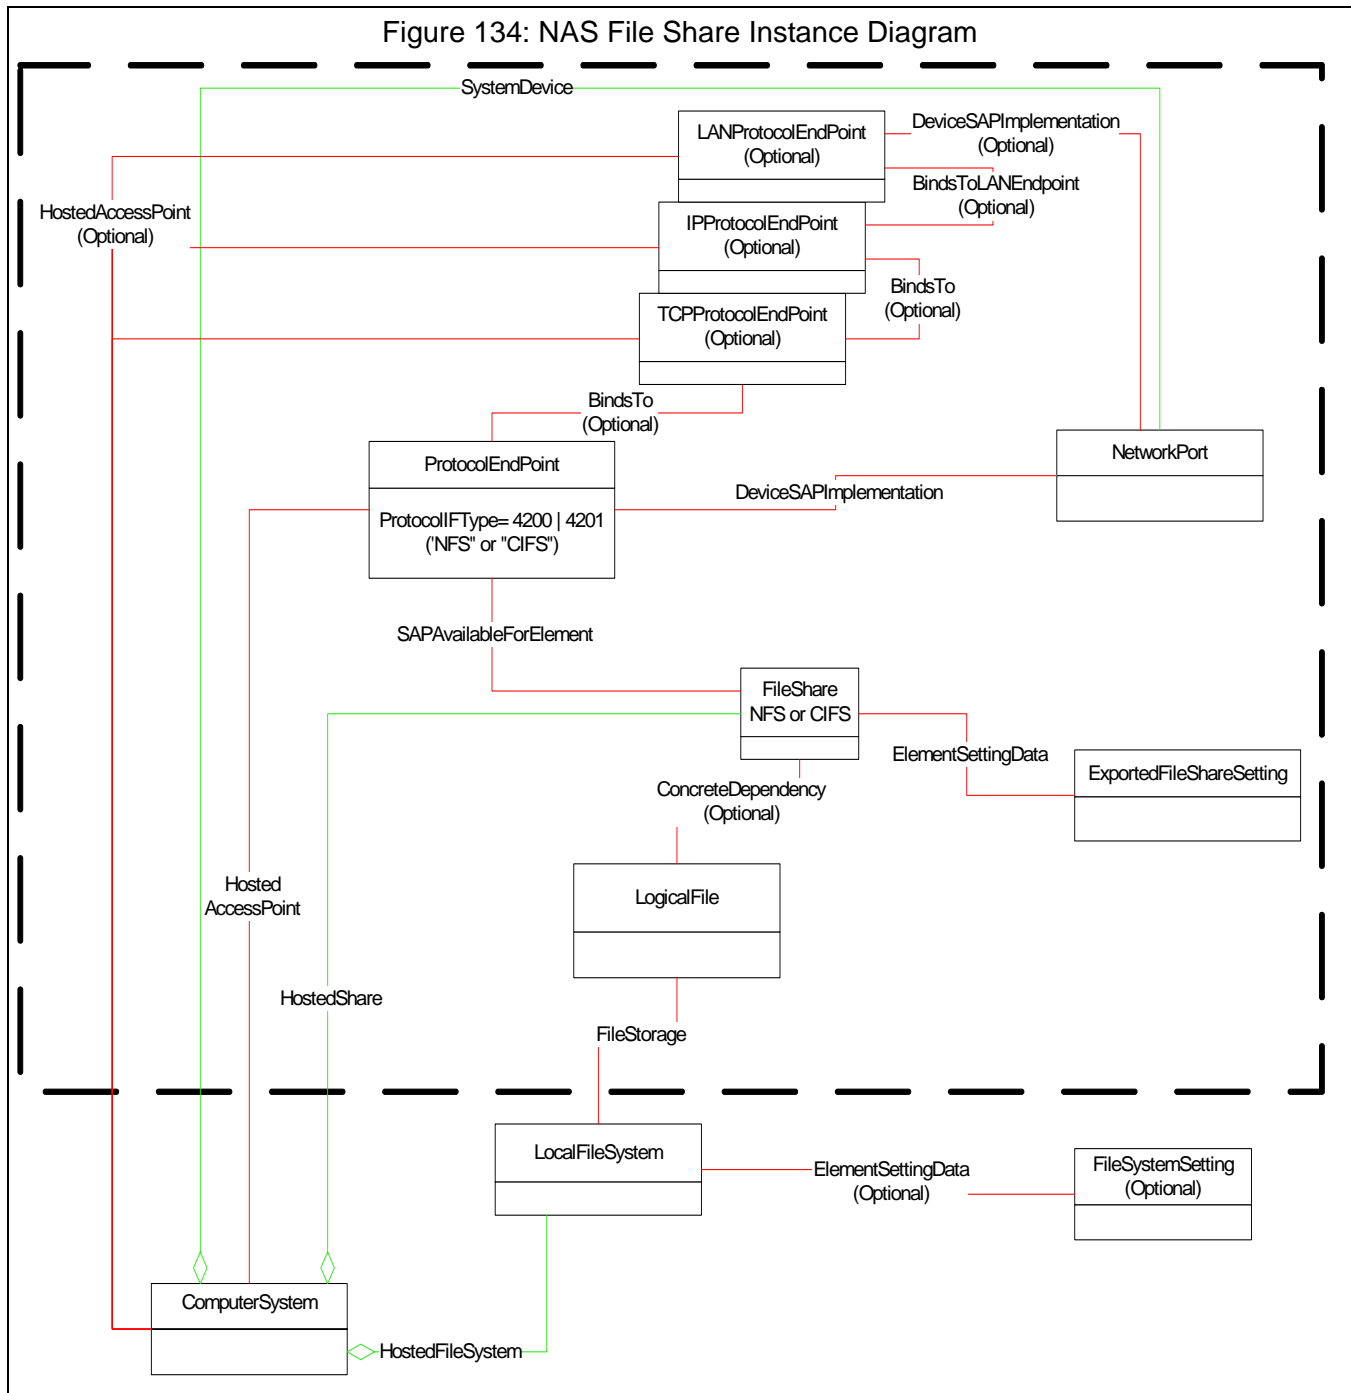 Figure 134: NAS File Share Instance Diagram
SystemDevice
LANProtocolEndPoint
(Optional)
DeviceSAPImplementation
(Optional)
BindsToLANEndpoint
(Optional)
HostedAccessPoint
(Optional)
IPProtocolEndPoint
(Optional)
BindsTo
(Optional)
TCPProtocolEndPoint
(Optional)
BindsTo
(Optional)
ProtocolEndPoint
ProtocolIFType= 4200 | 4201
('NFS" or "CIFS")
NetworkPort
DeviceSAPImplementation
SAPAvailableForElement
FileShare
NFS or CIFS
ElementSettingData
ExportedFileShareSetting
ConcreteDependency
(Optional)
Hosted
AccessPoint
LogicalFile
HostedShare
FileStorage
LocalFileSystem
ElementSettingData
(Optional)
FileSystemSetting
(Optional)
ComputerSystem
HostedFileSystem